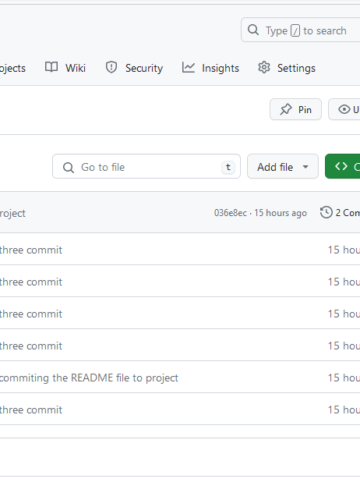 Type / to search
ojects Wiki Security Insights Settings
Pin
Go to file t Add file
roject 036e8ec · 15 hours ago 2 Com
three commit 15 hou
three commit 15 hou
three commit 15 hou
three commit 15 hou
commiting the README file to project 15 hou
three commit 15 hou